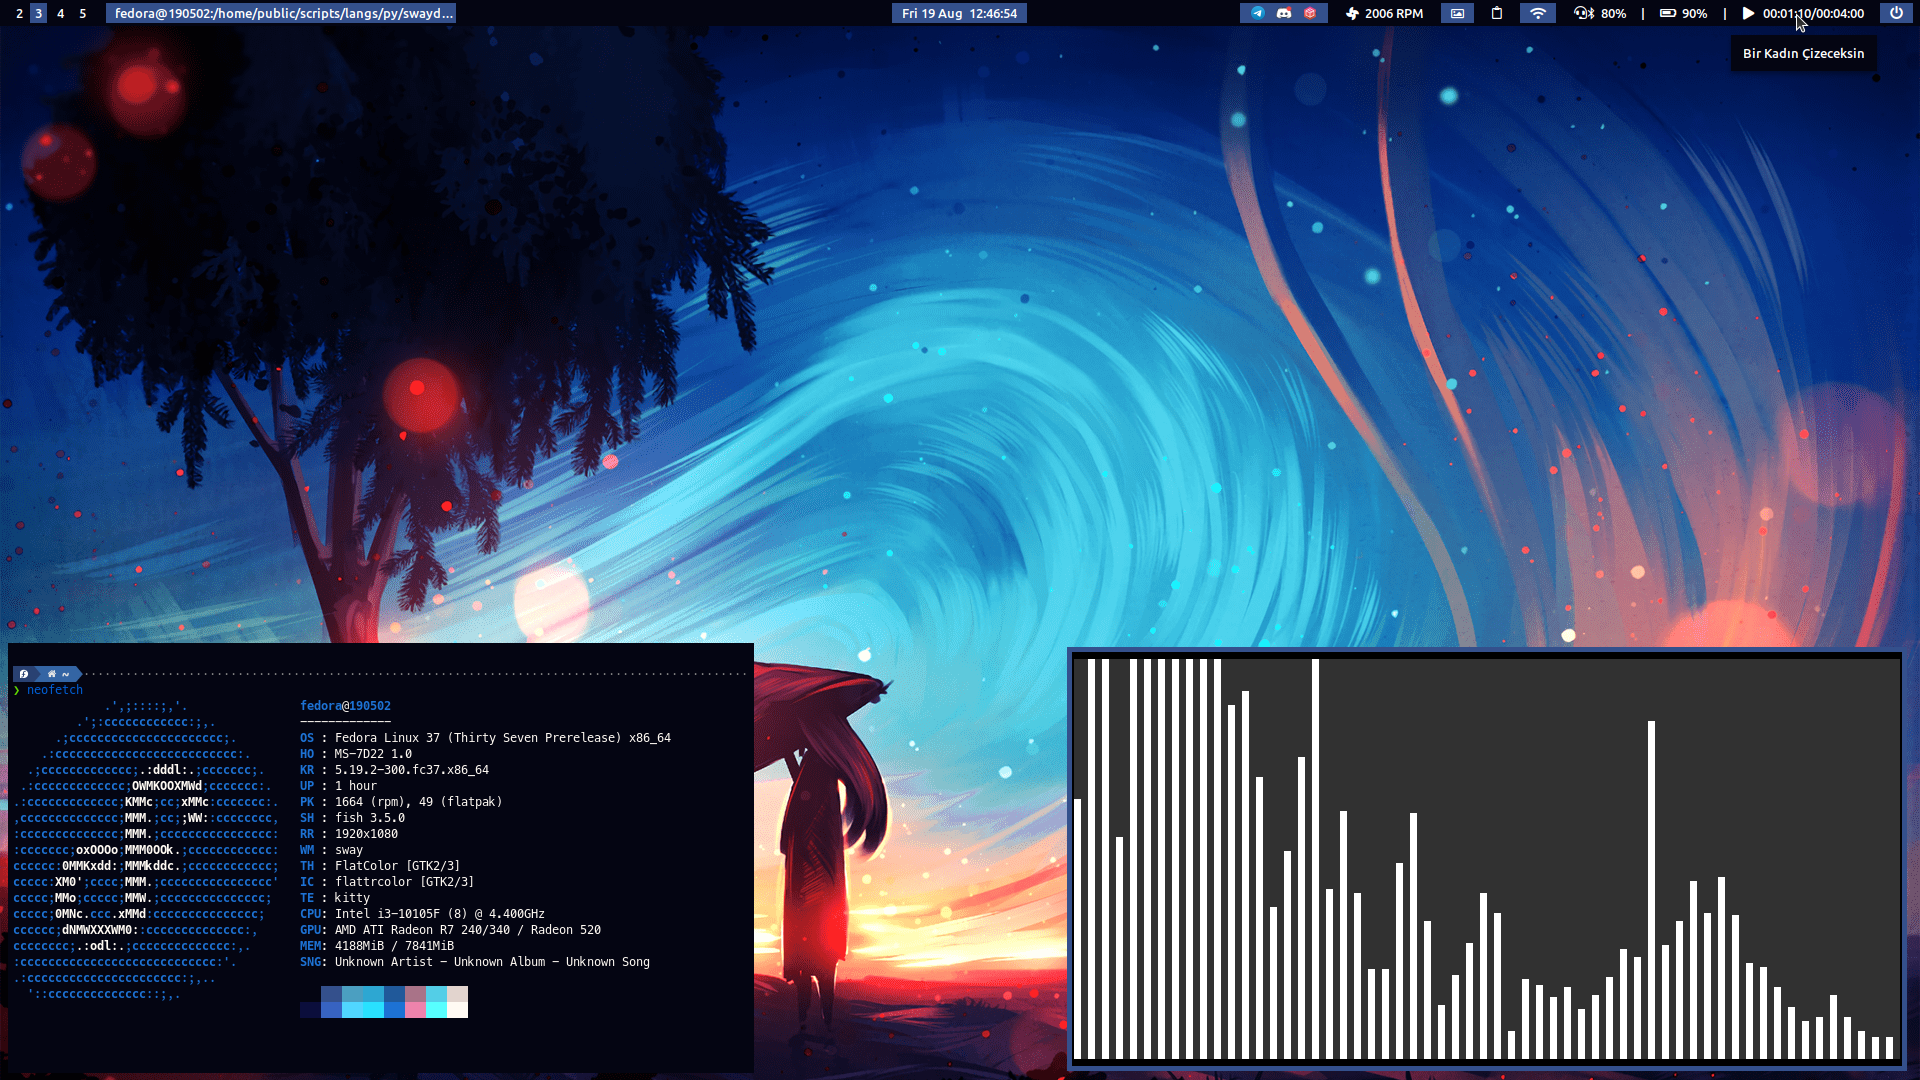 2 3 4 5
fedora@190502:/home/public/scripts/langs/py/swayd...
Fri 19 Aug 12:46:54
2006 RPM
80% | 90% | 00:01:10/00:04:00
Bir Kadın Çizeceksin
~
❯ neofetch
fedora@190502
-------------
OS : Fedora Linux 37 (Thirty Seven Prerelease) x86_64
HO : MS-7D22 1.0
KR : 5.19.2-300.fc37.x86_64
UP : 1 hour
PK : 1664 (rpm), 49 (flatpak)
SH : fish 3.5.0
RR : 1920x1080
WM : sway
TH : FlatColor [GTK2/3]
IC : flattrcolor [GTK2/3]
TE : kitty
CPU: Intel i3-10105F (8) @ 4.400GHz
GPU: AMD ATI Radeon R7 240/340 / Radeon 520
MEM: 4188MiB / 7841MiB
SNG: Unknown Artist - Unknown Album - Unknown Song